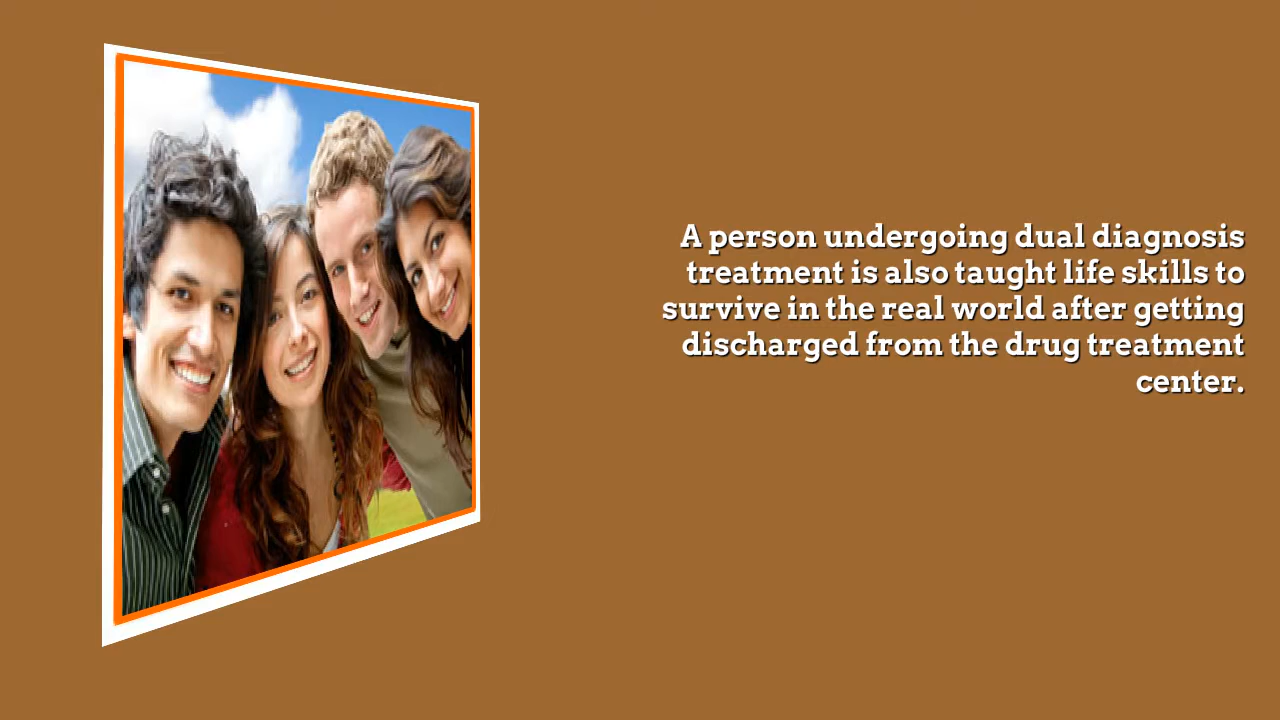 A person undergoing dual diagnosis
treatment is also taught life skills to
survive in the real world after getting
discharged from the drug treatment
center.